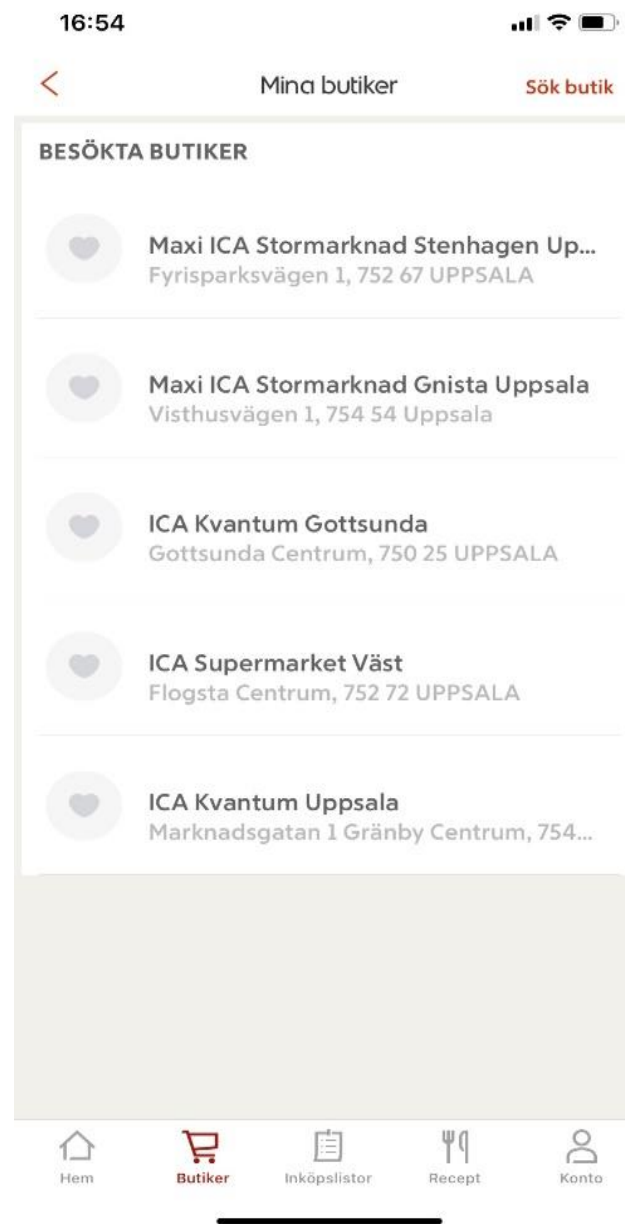 16:54
Mina butiker
Sök butik
BESÖKTA BUTIKER
Maxi ICA Stormarknad Stenhagen Up...
Fyrisparksvägen 1, 752 67 UPPSALA
Maxi ICA Stormarknad Gnista Uppsala
Visthusvägen 1, 754 54 Uppsala
ICA Kvantum Gottsunda
Gottsunda Centrum, 750 25 UPPSALA
ICA Supermarket Väst
Flogsta Centrum, 752 72 UPPSALA
ICA Kvantum Uppsala
Marknadsgatan 1 Gränby Centrum, 754...
Hem
Butiker
Inköpslistor
Recept
Konto